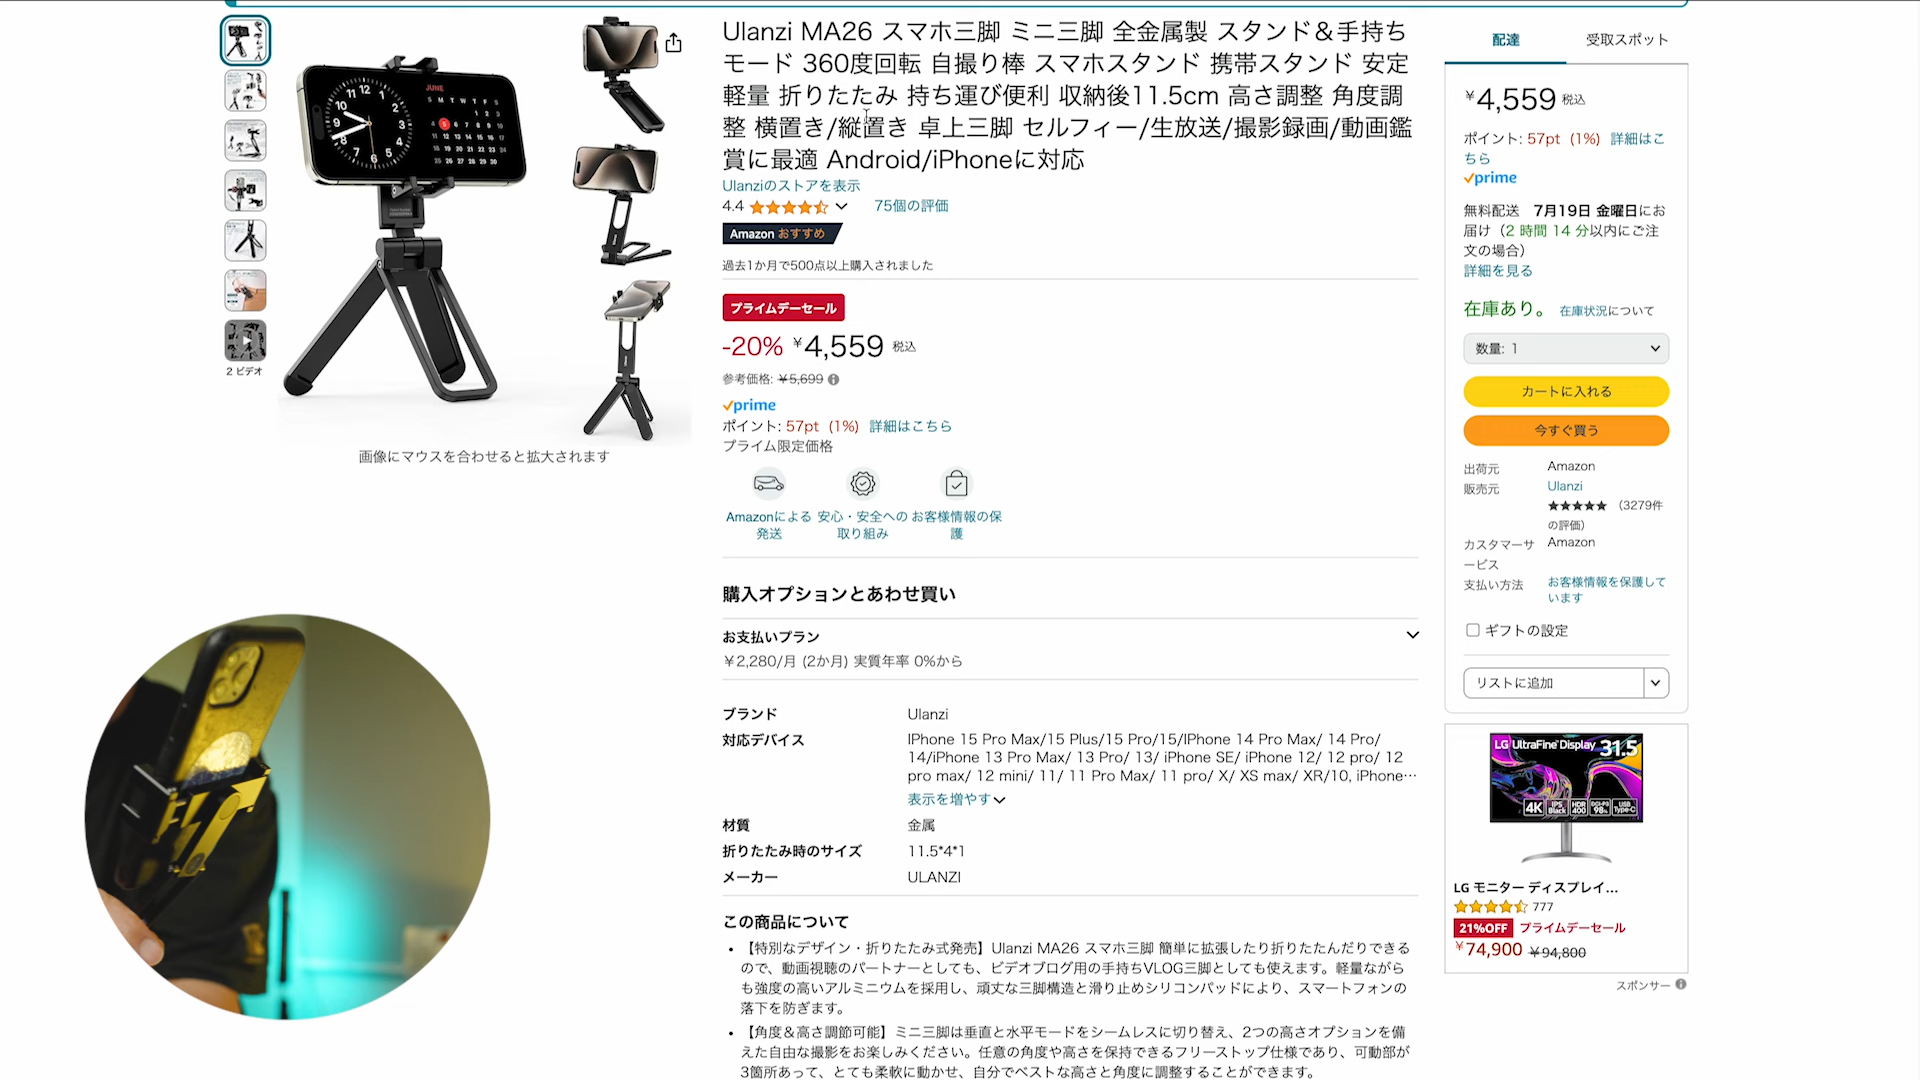 2 ビデオ
画像にマウスを合わせると拡大されます
Ulanzi MA26 スマホ三脚 ミニ三脚 全金属製 スタンド＆手持ち
モード 360度回転 自撮り棒 スマホスタンド 携帯スタンド 安定
軽量 折りたたみ 持ち運び便利 収納後11.5cm 高さ調整 角度調
整 横置き/縦置き 卓上三脚 セルフィー/生放送/撮影録画/動画鑑
賞に最適 Android/iPhoneに対応
Ulanziのストアを表示
4.4 75個の評価
Amazon おすすめ
過去1か月で500点以上購入されました
プライムデーセール
-20% ¥4,559 税込
参考価格: ¥5,699
prime
ポイント: 57pt (1%) 詳細はこちら
プライム限定価格
Amazonによる発送
安心・安全への取り組み
お客様情報の保護
購入オプションとあわせ買い
お支払いプラン
¥2,280/月 (2か月) 実質年率 0%から
ブランド Ulanzi
対応デバイス IPhone 15 Pro Max/15 Plus/15 Pro/15/IPhone 14 Pro Max/ 14 Pro/
14/iPhone 13 Pro Max/ 13 Pro/ 13/ iPhone SE/ iPhone 12/ 12 pro/ 12
pro max/ 12 mini/ 11/ 11 Pro Max/ 11 pro/ X/ XS max/ XR/10, iPhone…
表示を増やす
材質 金属
折りたたみ時のサイズ 11.5*4*1
メーカー ULANZI
この商品について
• 【特別なデザイン・折りたたみ式発売】Ulanzi MA26 スマホ三脚 簡単に拡張したり折りたたんだりできる
ので、動画視聴のパートナーとしても、ビデオブログ用の手持ちVLOG三脚としても使えます。軽量ながら
も強度の高いアルミニウムを採用し、頑丈な三脚構造と滑り止めシリコンパッドにより、スマートフォンの
落下を防ぎます。
• 【角度＆高さ調節可能】ミニ三脚は垂直と水平モードをシームレスに切り替え、2つの高さオプションを備
えた自由な撮影をお楽しみください。任意の角度や高さを保持できるフリーストップ仕様であり、可動部が
3箇所あって、とても柔軟に動かせ、自分でベストな高さと角度に調整することができます。
配達 受取スポット
¥4,559 税込
ポイント: 57pt (1%) 詳細はこ
ちら
prime
無料配送 7月19日 金曜日にお
届け（2 時間 14 分以内にご注
文の場合）
詳細を見る
在庫あり。 在庫状況について
数量: 1
カートに入れる
今すぐ買う
出荷元 Amazon
販売元 Ulanzi
★★★★★ （3279件
の評価）
カスタマーサービス Amazon
支払い方法 お客様情報を保護して
います
ギフトの設定
リストに追加
LG UltraFine Display 31.5
4K IPS Black HDR 400 DCI-P3 98% USB Type-C
LG モニター ディスプレイ…
777
21%OFF プライムデーセール
¥74,900 ¥94,800
スポンサー